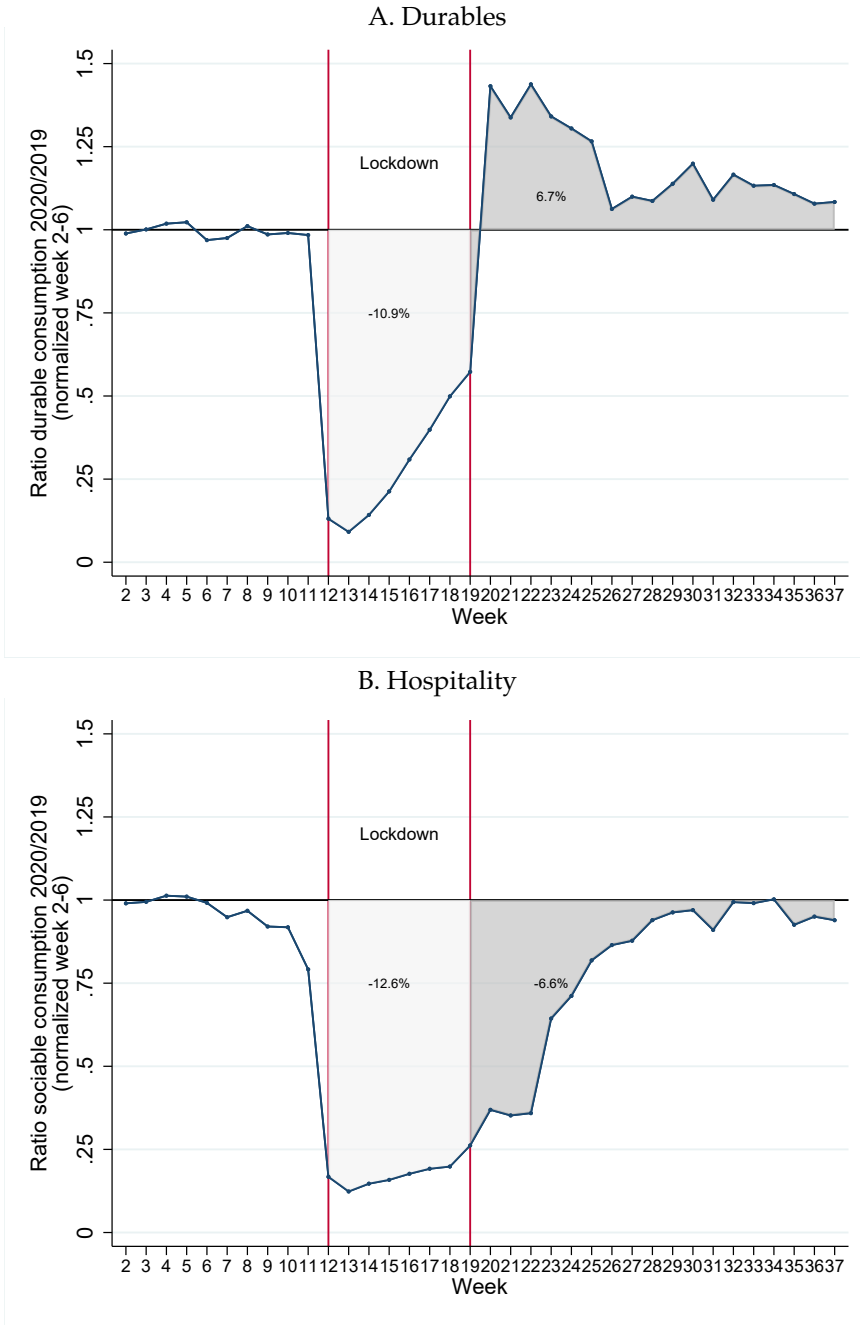 A. Durables
Ratio durable consumption 2020/2019
(normalized week 2-6)
1.5
1.25
1
.75
.5
.25
0
Lockdown
6.7%
-10.9%
2 3 4 5 6 7 8 9 10 11 12 13 14 15 16 17 18 19 20 21 22 23 24 25 26 27 28 29 30 31 32 33 34 35 36 37
Week
B. Hospitality
Ratio sociable consumption 2020/2019
(normalized week 2-6)
1.5
1.25
1
.75
.5
.25
0
Lockdown
-12.6%
-6.6%
2 3 4 5 6 7 8 9 10 11 12 13 14 15 16 17 18 19 20 21 22 23 24 25 26 27 28 29 30 31 32 33 34 35 36 37
Week